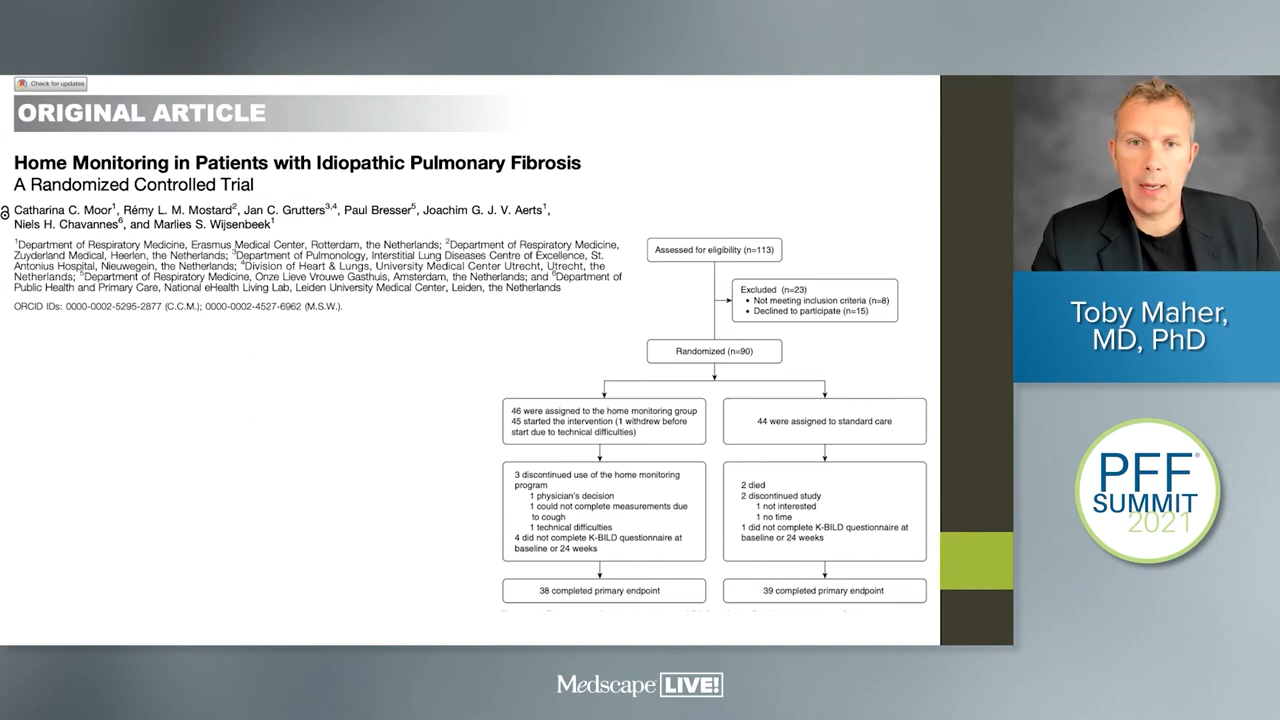 Check for updates
ORIGINAL ARTICLE
Home Monitoring in Patients with Idiopathic Pulmonary Fibrosis
A Randomized Controlled Trial
Catharina C. Moor1, Rémy L. M. Mostard2, Jan C. Grutters3,4, Paul Bresser5, Joachim G. J. V. Aerts1,
Niels H. Chavannes6, and Marlies S. Wijsenbeek1
1Department of Respiratory Medicine, Erasmus Medical Center, Rotterdam, the Netherlands; 2Department of Respiratory Medicine,
Zuyderland Medical, Heerlen, the Netherlands; 3Department of Pulmonology, Interstitial Lung Diseases Centre of Excellence, St.
Antonius Hospital, Nieuwegein, the Netherlands; 4Division of Heart & Lungs, University Medical Center Utrecht, Utrecht, the
Netherlands; 5Department of Respiratory Medicine, Onze Lieve Vrouwe Gasthuis, Amsterdam, the Netherlands; and 6Department of
Public Health and Primary Care, National eHealth Living Lab, Leiden University Medical Center, Leiden, the Netherlands
ORCID IDs: 0000-0002-5295-2877 (C.C.M.); 0000-0002-4527-6962 (M.S.W.).
Assessed for eligibility (n=113)
Excluded (n=23)
• Not meeting inclusion criteria (n=8)
• Declined to participate (n=15)
Randomized (n=90)
46 were assigned to the home monitoring group
45 started the intervention (1 withdrew before
start due to technical difficulties)
44 were assigned to standard care
3 discontinued use of the home monitoring
program
1 physician's decision
1 could not complete measurements due
to cough
1 technical difficulties
4 did not complete K-BILD questionnaire at
baseline or 24 weeks
2 died
2 discontinued study
1 not interested
1 no time
1 did not complete K-BILD questionnaire at
baseline or 24 weeks
38 completed primary endpoint
39 completed primary endpoint
Toby Maher,
MD, PhD
PFF®
SUMMIT
2021
Medscape LIVE!